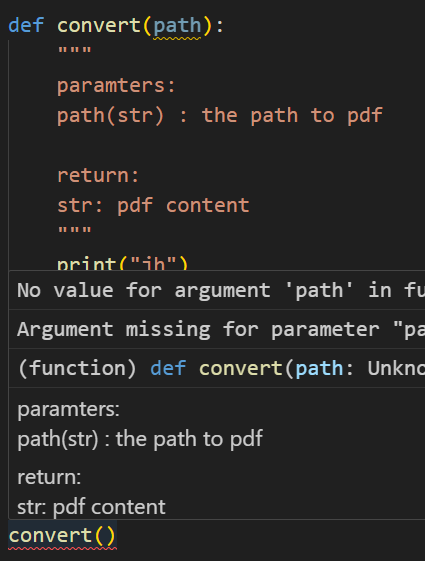 def convert(path):
"""
paramters:
path(str) : the path to pdf
return:
str: pdf content
"""
print("jh")
No value for argument 'path' in fu
Argument missing for parameter "pa
(function) def convert(path: Unkno
paramters:
path(str) : the path to pdf
return:
str: pdf content
convert()